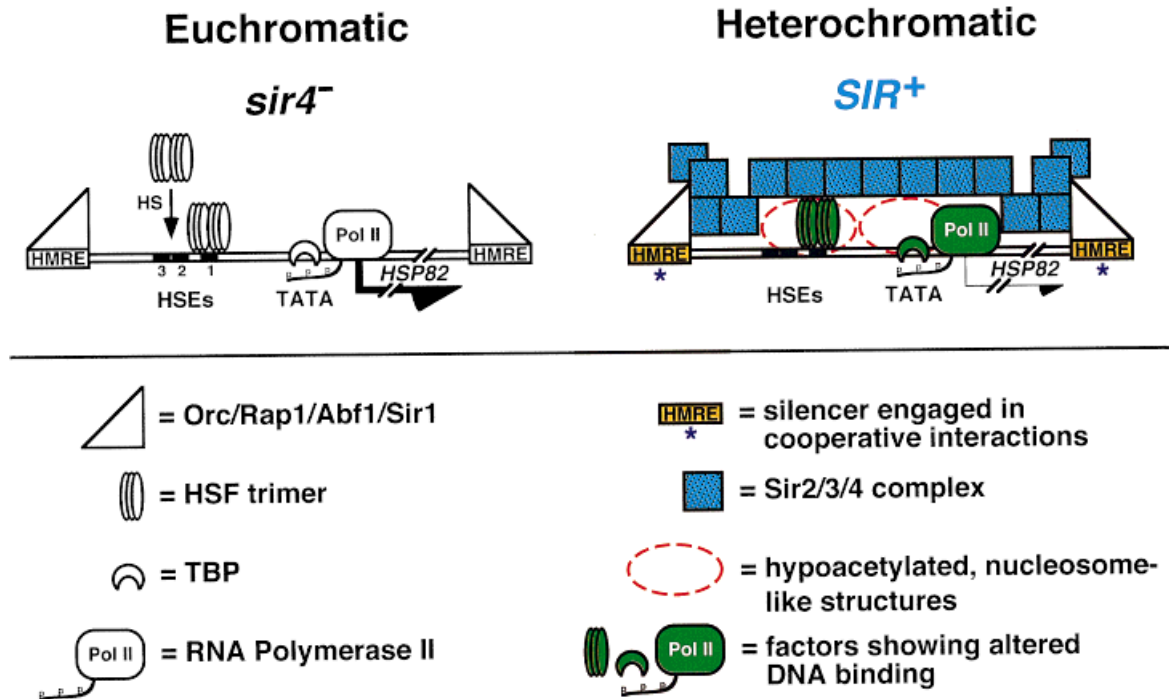 Euchromatic
Heterochromatic
sir4⁻
SIR⁺
HS
Pol II
HMRE
HMRE
3 2 1
HSP82
HSEs
TATA
P P P
Pol II
HMRE
HMRE
*
*
HSP82
HSEs
TATA
P P P
= Orc/Rap1/Abf1/Sir1
= HSF trimer
= TBP
Pol II
P P P
= RNA Polymerase II
HMRE
*
= silencer engaged in
cooperative interactions
= Sir2/3/4 complex
= hypoacetylated, nucleosome-
like structures
Pol II
P P P
= factors showing altered
DNA binding